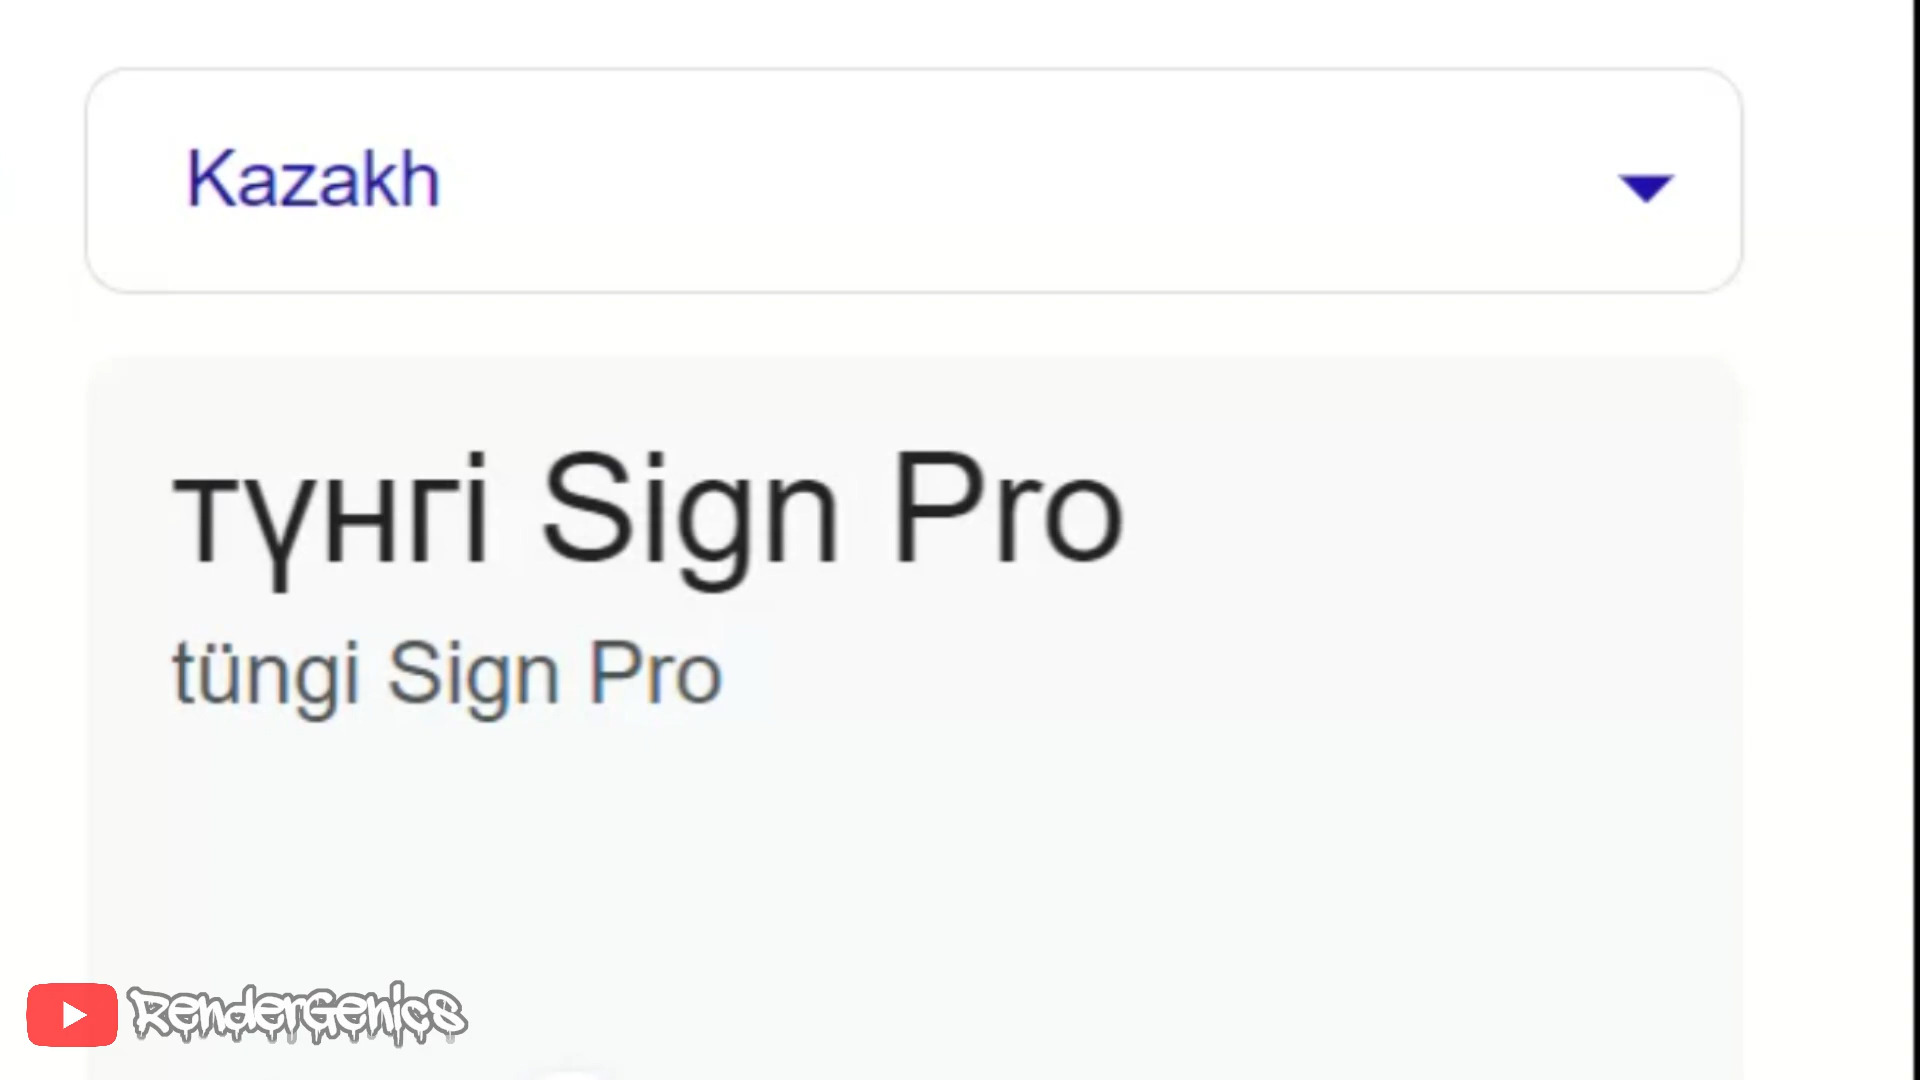 Kazakh
түнгі Sign Pro
tüngi Sign Pro
RenderGenics